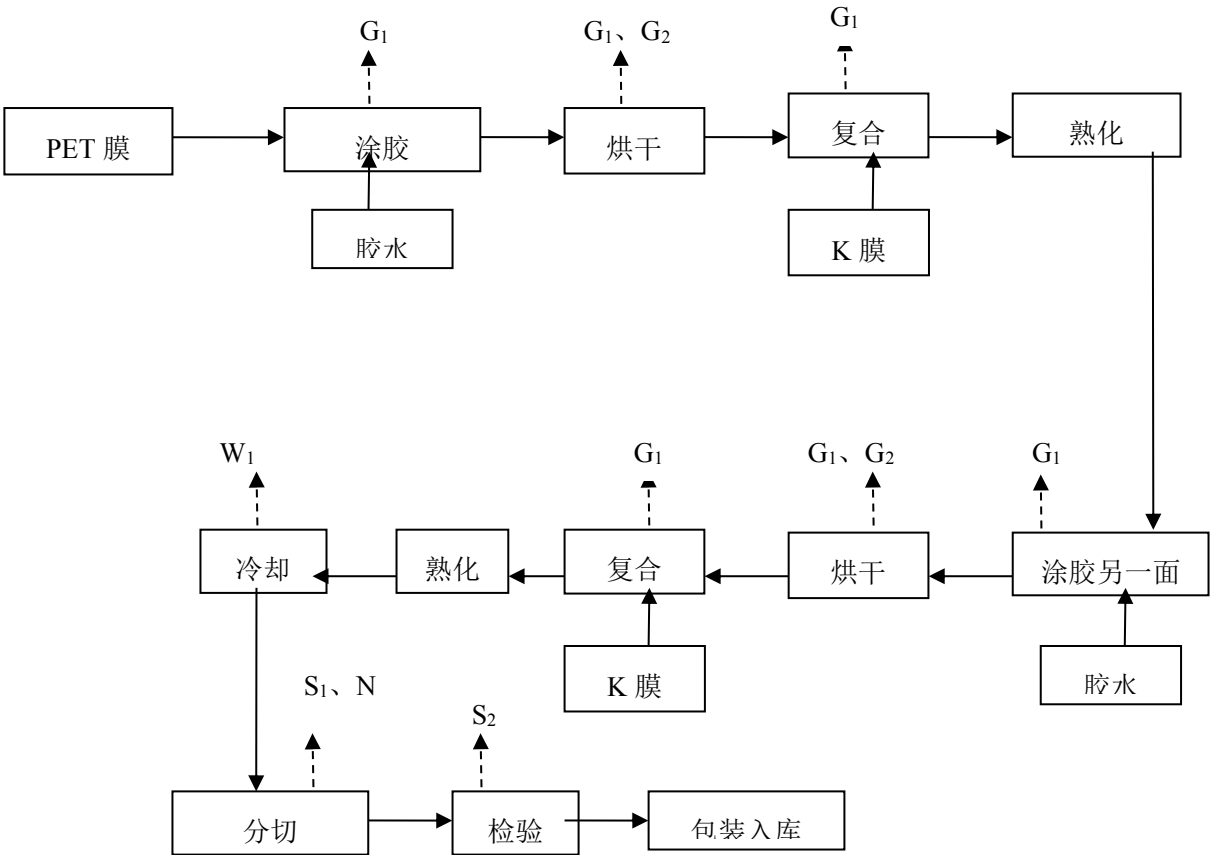 G₁
G₁、G₂
G₁
PET 膜
涂胶
烘干
复合
熟化
胶水
K 膜
W₁
G₁
G₁、G₂
G₁
冷却
熟化
复合
烘干
涂胶另一面
K 膜
胶水
S₁、N
S₂
分切
检验
包装入库